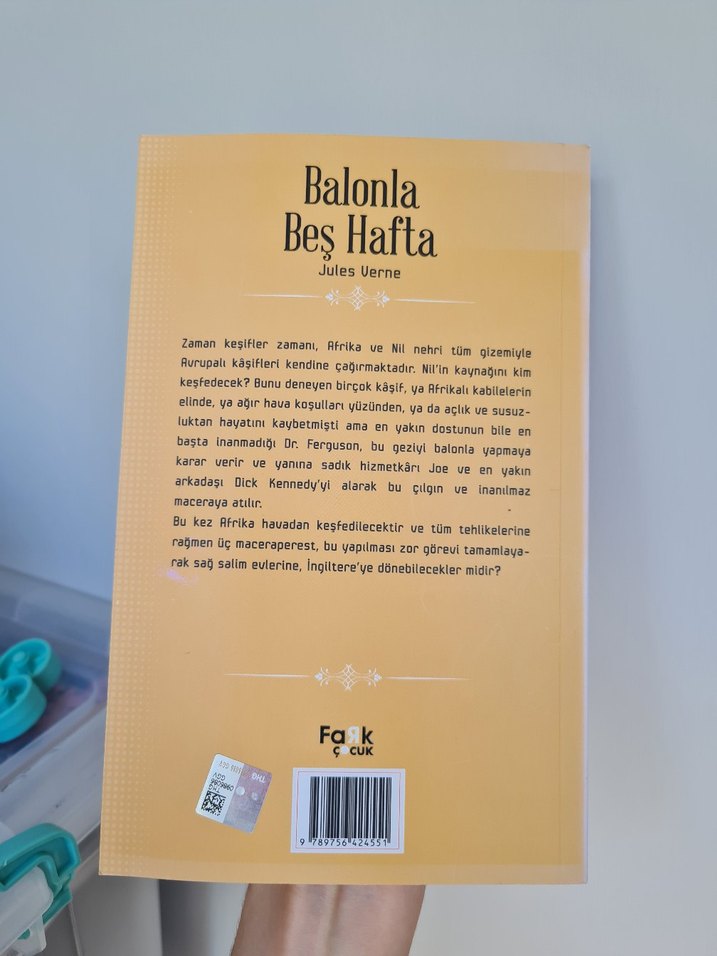 Balonla
Beş Hafta
Jules Verne
Zaman keşifler zamanı, Afrika ve Nil nehri tüm gizemiyle
Avrupalı kâşifleri kendine çağırmaktadır. Nil'in kaynağını kim
keşfedecek? Bunu deneyen birçok kâşif, ya Afrikalı kabilelerin
elinde, ya ağır hava koşulları yüzünden, ya da açlık ve susuz-
luktan hayatını kaybetmişti ama en yakın dostunun bile en
başta inanmadığı Dr. Ferguson, bu geziyi balonla yapmaya
karar verir ve yanına sadık hizmetkârı Joe ve en yakın
arkadaşı Dick Kennedy'yi alarak bu çılgın ve inanılmaz
maceraya atılır.
Bu kez Afrika havadan keşfedilecektir ve tüm tehlikelerine
rağmen üç maceraperest, bu yapılması zor görevi tamamlaya-
rak sağ salim evlerine, İngiltere'ye dönebilecekler midir?
FaRk
çocuk
THG
9 789756 424551